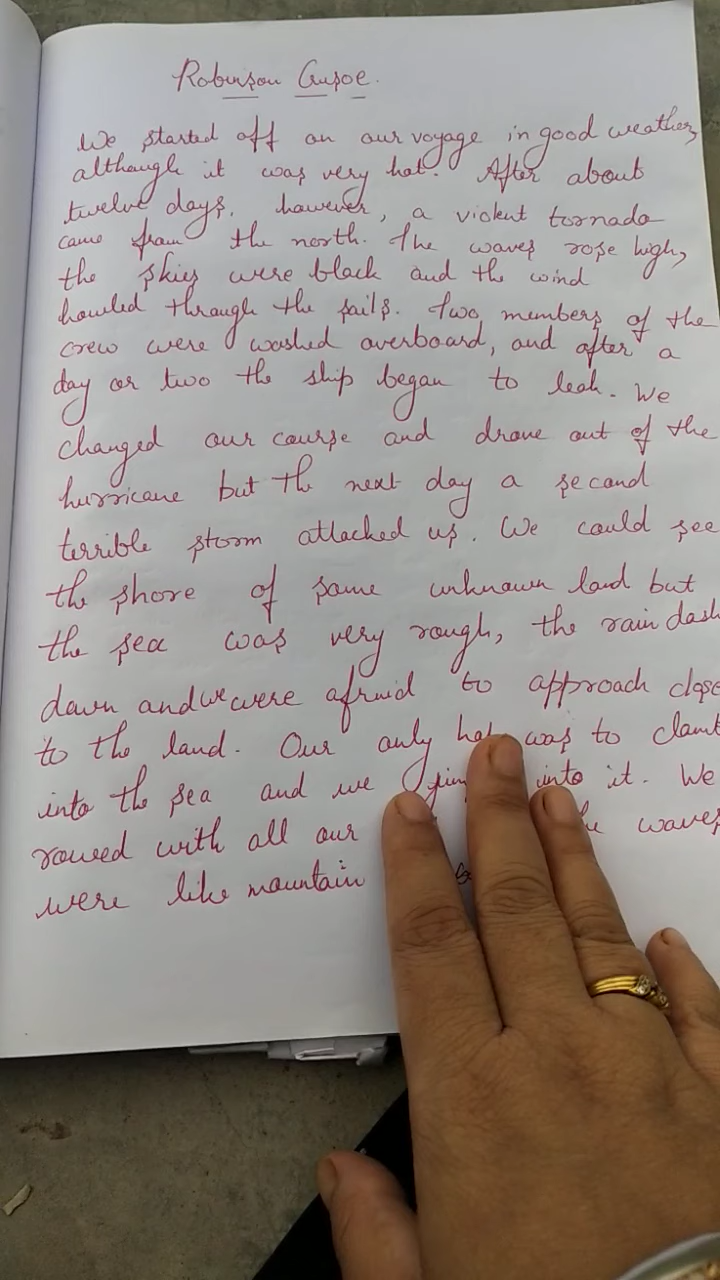 Robinson Crusoe.
We started off on our voyage in good weather,
although it was very hot. After about
twelve days, however, a violent tornado
came from the north. The waves rose high,
the skies were black and the wind
howled through the sails. Two members of the
crew were washed overboard, and after a
day or two the ship began to leak. We
changed our course and drove out of the
hurricane but the next day a second
terrible storm attacked us. We could see
the shore of some unknown land but
the sea was very rough, the rain dash
down and we were afraid to approach close
to the land. Our only was to
into the sea and we into it. We
rowed with all our waves
were like mountain